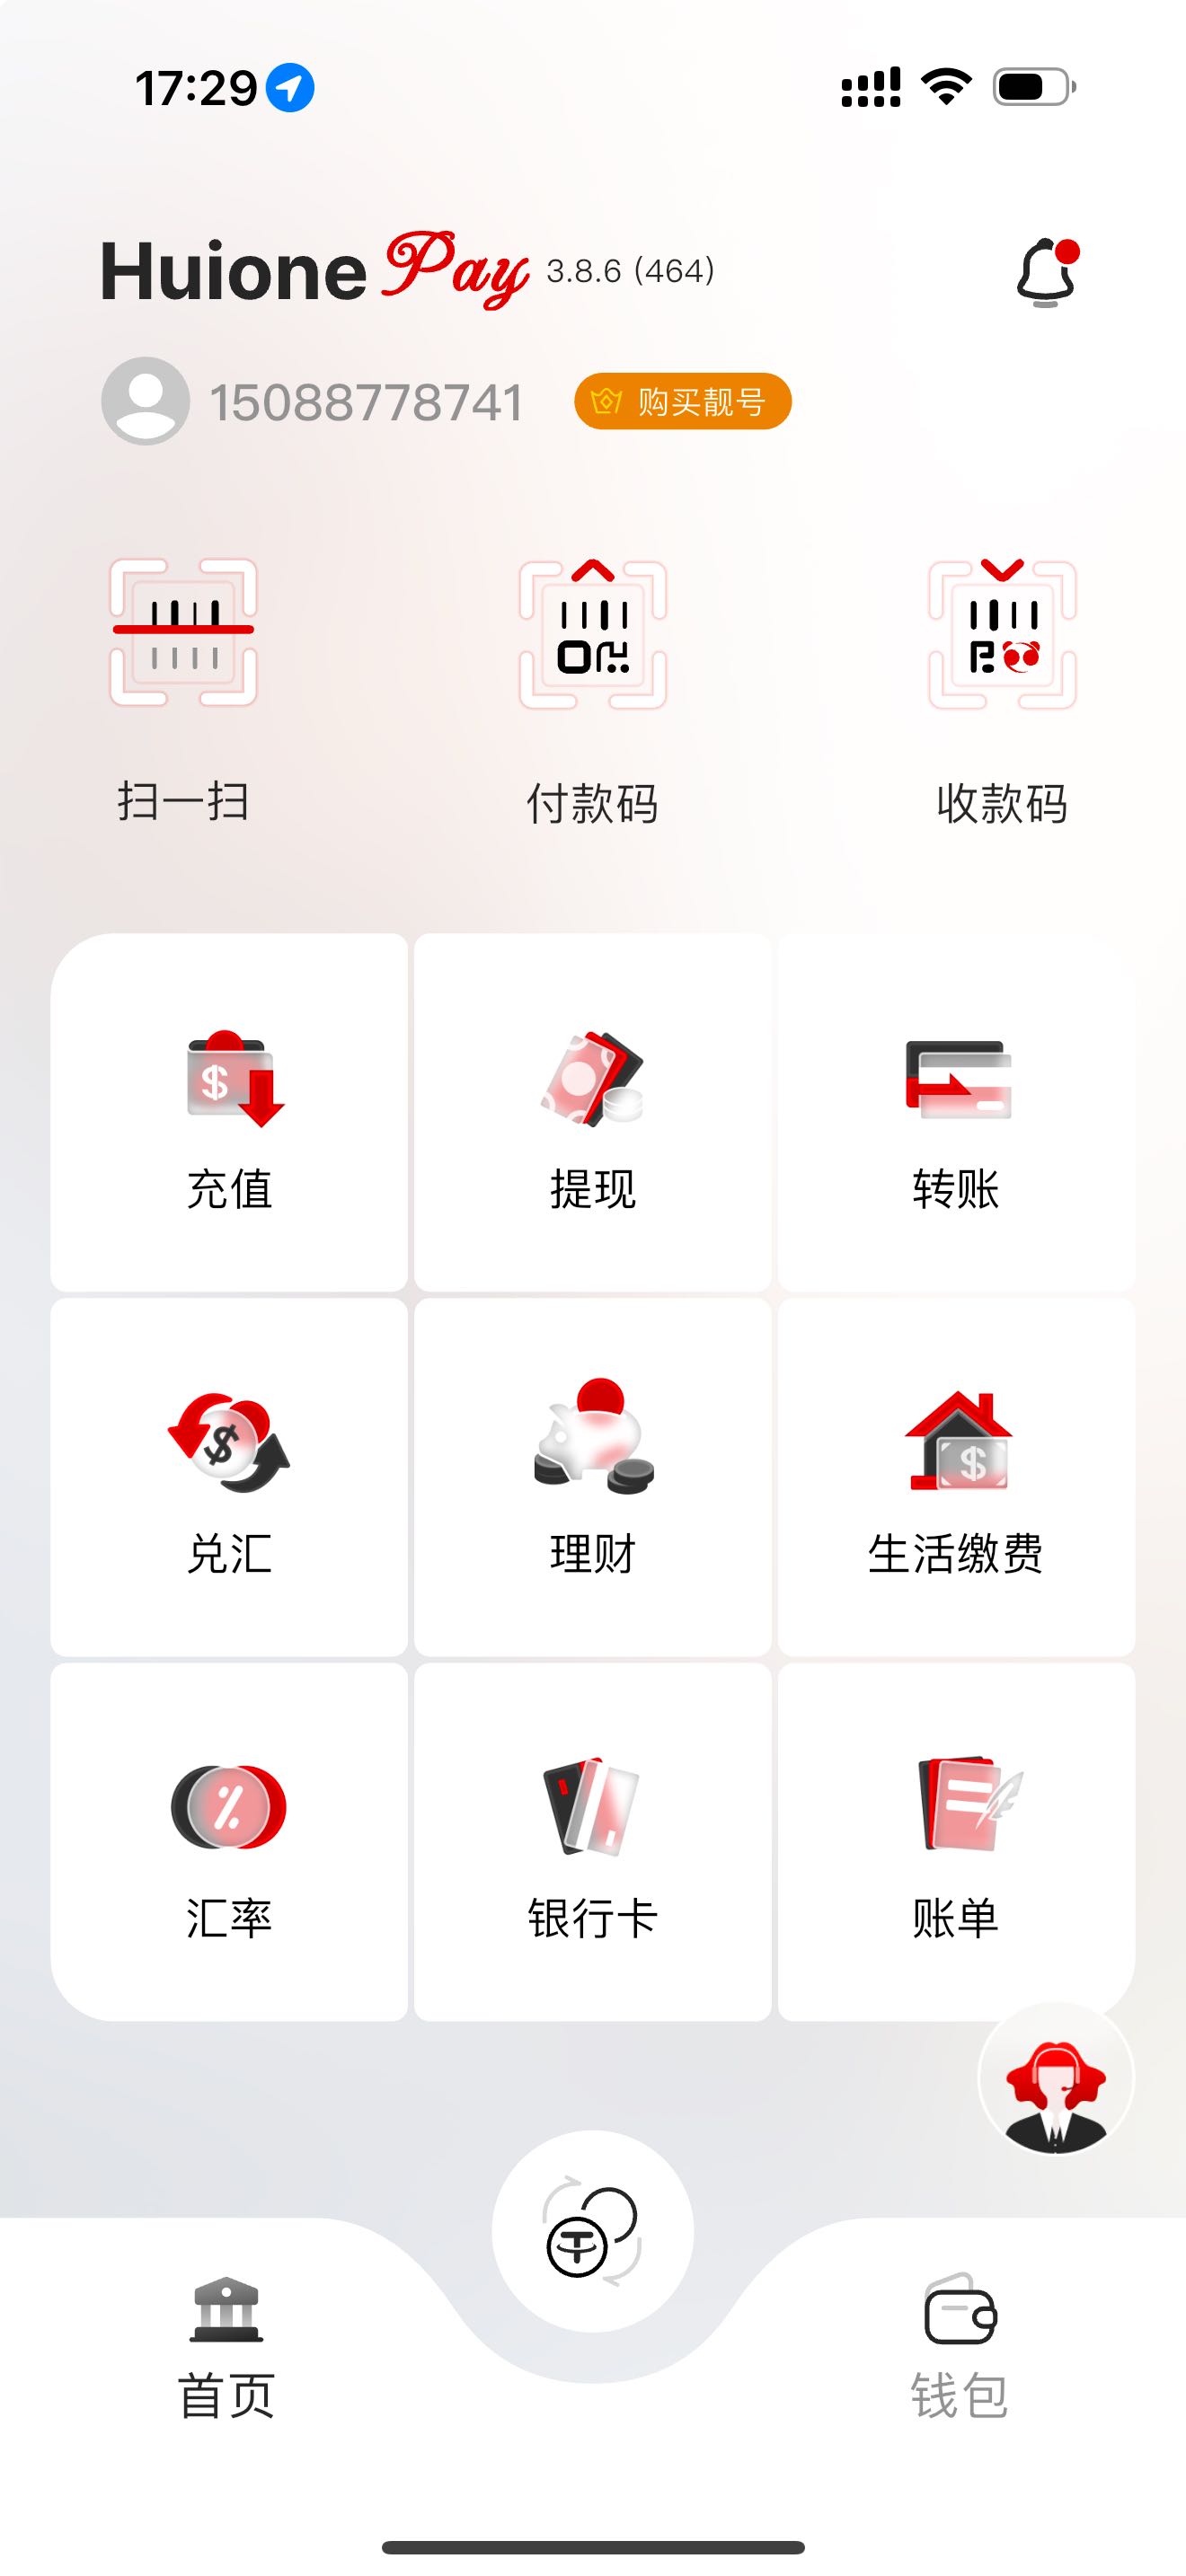 17:29
Huione Pay 3.8.6 (464)
15088778741 购买靓号
扫一扫 付款码 收款码
充值 提现 转账
兑汇 理财 生活缴费
汇率 银行卡 账单
首页 钱包